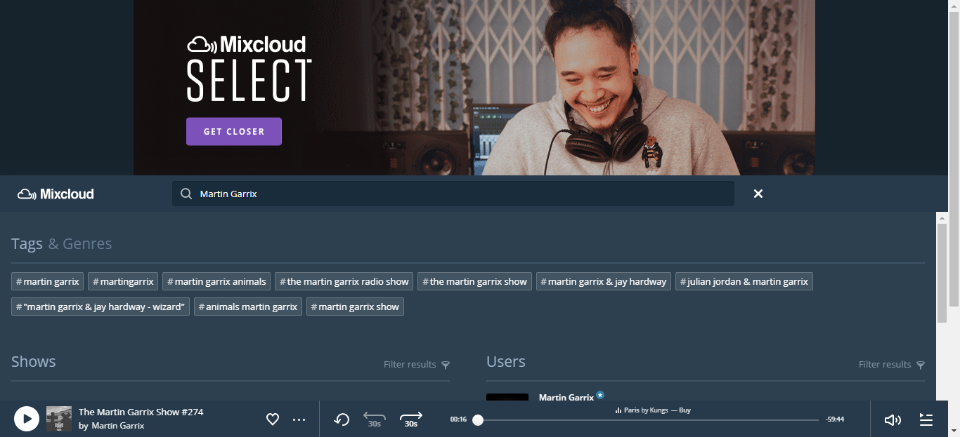 Mixcloud
SELECT
GET CLOSER
Mixcloud
Martin Garrix
Tags & Genres
#martin garrix #martingarrix #martin garrix animals #the martin garrix radio show #the martin garrix show #martin garrix & jay hardway #julian jordan & martin garrix
#"martin garrix & jay hardway - wizard" #animals martin garrix #martin garrix show
Shows Filter results
Users Filter results
Martin Garrix
The Martin Garrix Show #274
by Martin Garrix
30s 30s
00:16
Paris by Kungs — Buy
-59:44